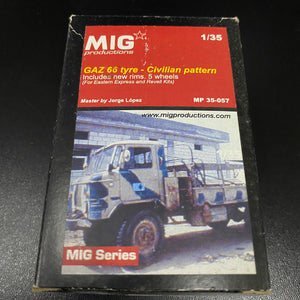 MIG
productions
1/35
GAZ 66 tyre - Civilian pattern
Includes new rims. 5 wheels
(For Eastern Express and Revell Kits)
Master by Jorge López
MP 35-057
www.migproductions.com
MIG Series